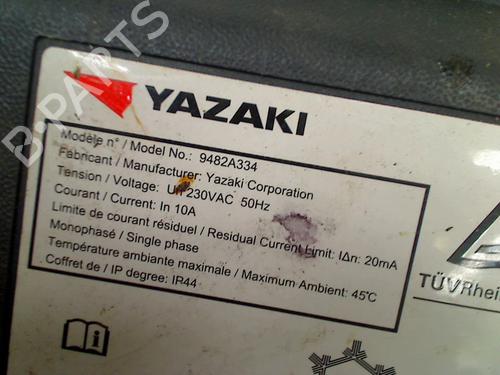 YAZAKI
Modèle n° / Model No.: 9482A334
Fabricant / Manufacturer: Yazaki Corporation
Tension / Voltage: Un 230VAC 50Hz
Courant / Current: In 10A
Limite de courant résiduel / Residual Current Limit: IΔn: 20mA
Monophasé / Single phase
Température ambiante maximale / Maximum Ambient: 45℃
Coffret de / IP degree: IP44
TÜVRhei
B-PARTS